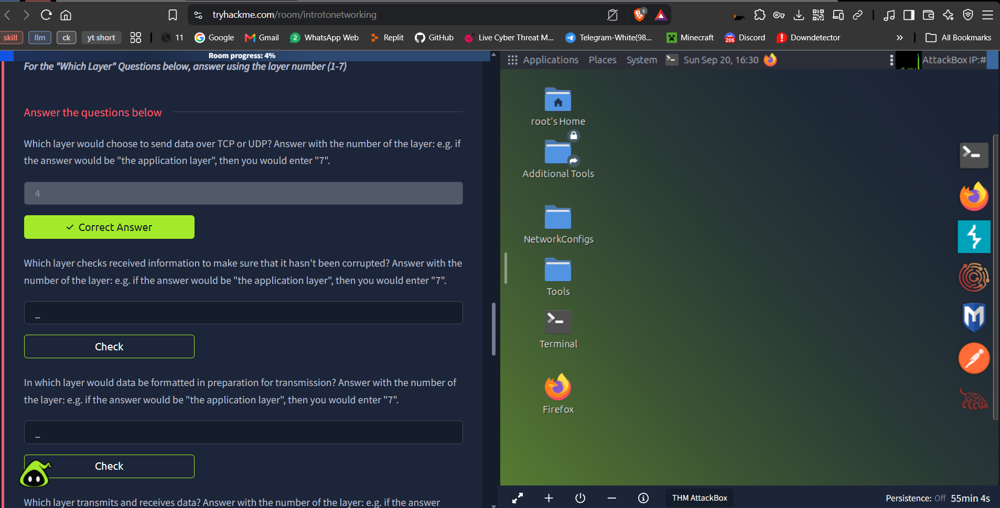 tryhackme.com/room/introtonetworking
9
skill
llm
ck
yt short
11
Google
Gmail
2
WhatsApp Web
Replit
GitHub
Live Cyber Threat M...
Telegram-White(98...
Minecraft
206
Discord
Downdetector
»
All Bookmarks
Room progress: 4%
For the "Which Layer" Questions below, answer using the layer number (1-7)
Answer the questions below
Which layer would choose to send data over TCP or UDP? Answer with the number of the layer: e.g. if
the answer would be "the application layer", then you would enter "7".
4
✓ Correct Answer
Which layer checks received information to make sure that it hasn't been corrupted? Answer with the
number of the layer: e.g. if the answer would be "the application layer", then you would enter "7".
_
Check
In which layer would data be formatted in preparation for transmission? Answer with the number of
the layer: e.g. if the answer would be "the application layer", then you would enter "7".
_
Check
Which layer transmits and receives data? Answer with the number of the layer: e.g. if the answer
Applications
Places
System
Sun Sep 20, 16:30
AttackBox IP:#
root's Home
Additional Tools
NetworkConfigs
Tools
Terminal
Firefox
THM AttackBox
Persistence: Off
55min 4s